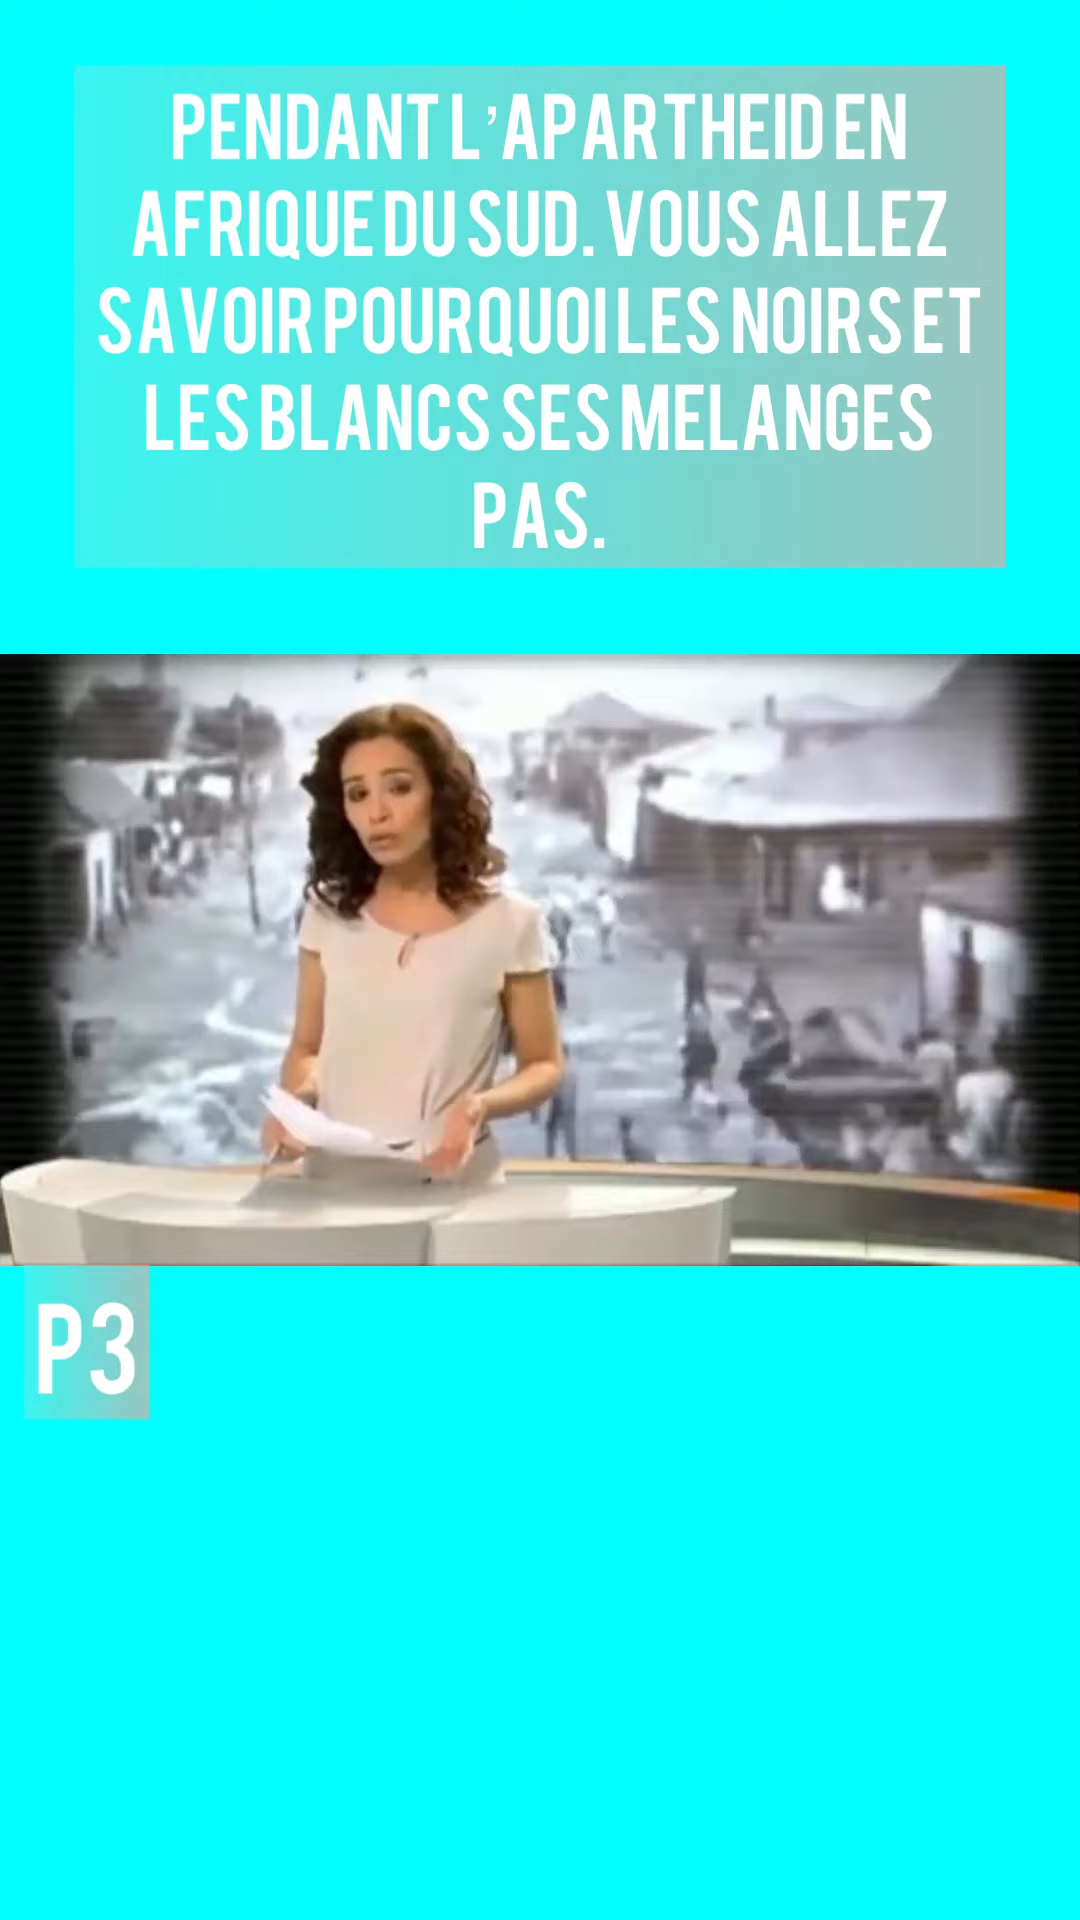 PENDANT L'APARTHEID EN
AFRIQUE DU SUD. VOUS ALLEZ
SAVOIR POURQUOI LES NOIRS ET
LES BLANCS SES MELANGES
PAS.
P3